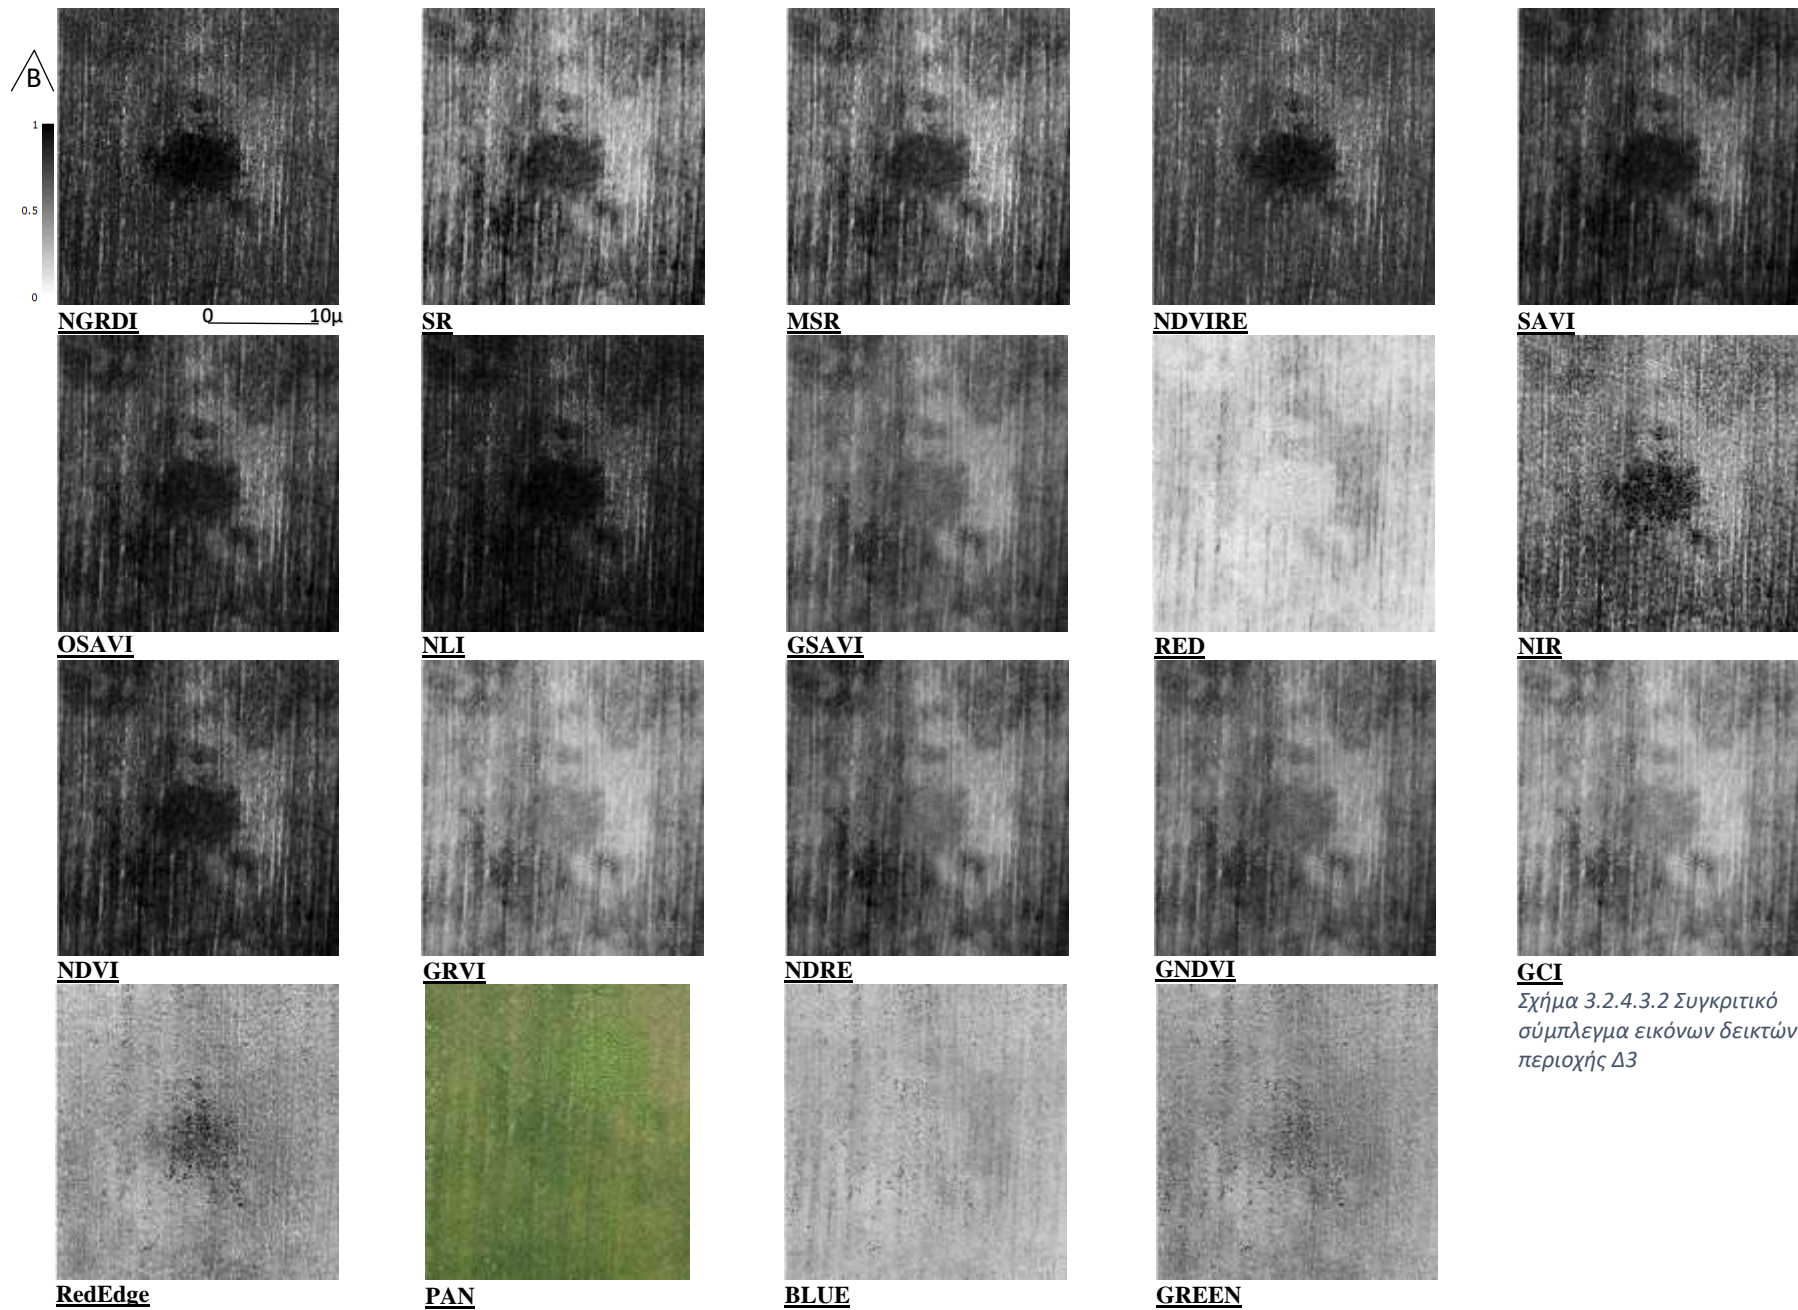 B
1
0.5
0
NGRDI 0 10μ
SR
MSR
NDVIRE
SAVI
OSAVI
NLI
GSAVI
RED
NIR
NDVI
GRVI
NDRE
GNDVI
GCI
Σχήμα 3.2.4.3.2 Συγκριτικό
σύμπλεγμα εικόνων δεικτών
περιοχής Δ3
RedEdge
PAN
BLUE
GREEN